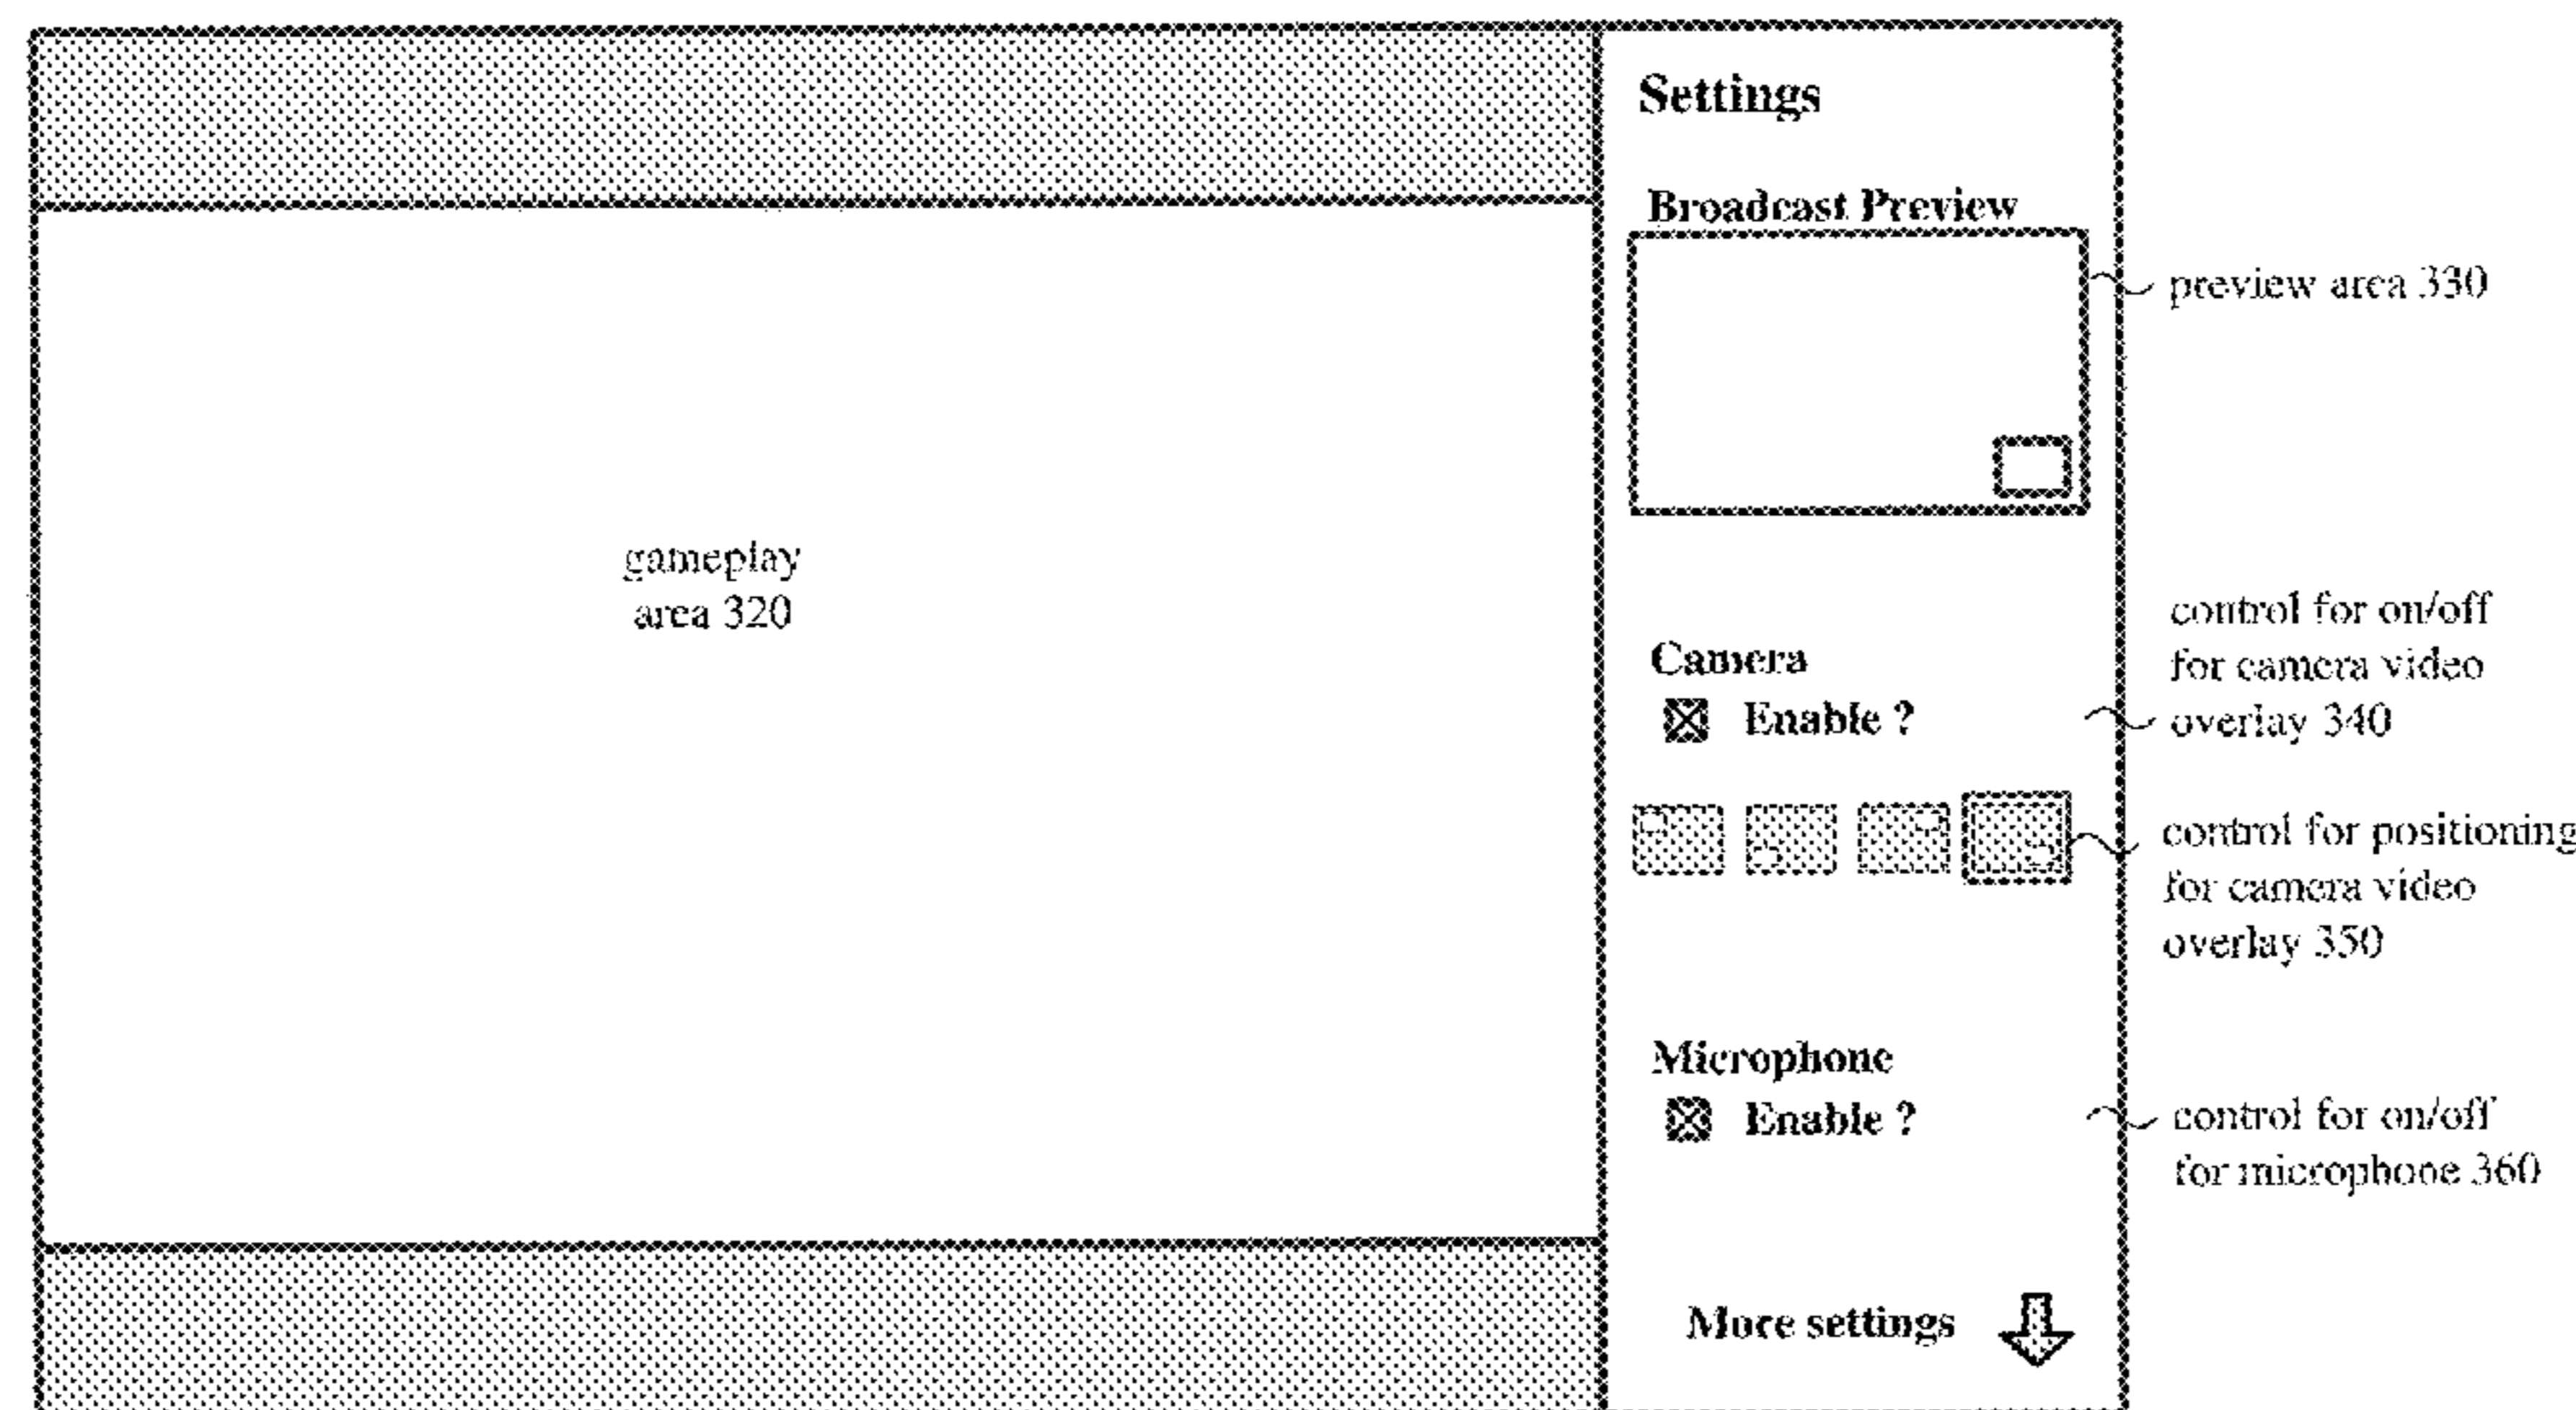 Settings
Broadcast Preview
preview area 330
gameplay
area 320
control for on/off
for camera video
overlay 340
Camera
Enable ?
control for positioning
for camera video
overlay 350
Microphone
Enable ?
control for on/off
for microphone 360
More settings